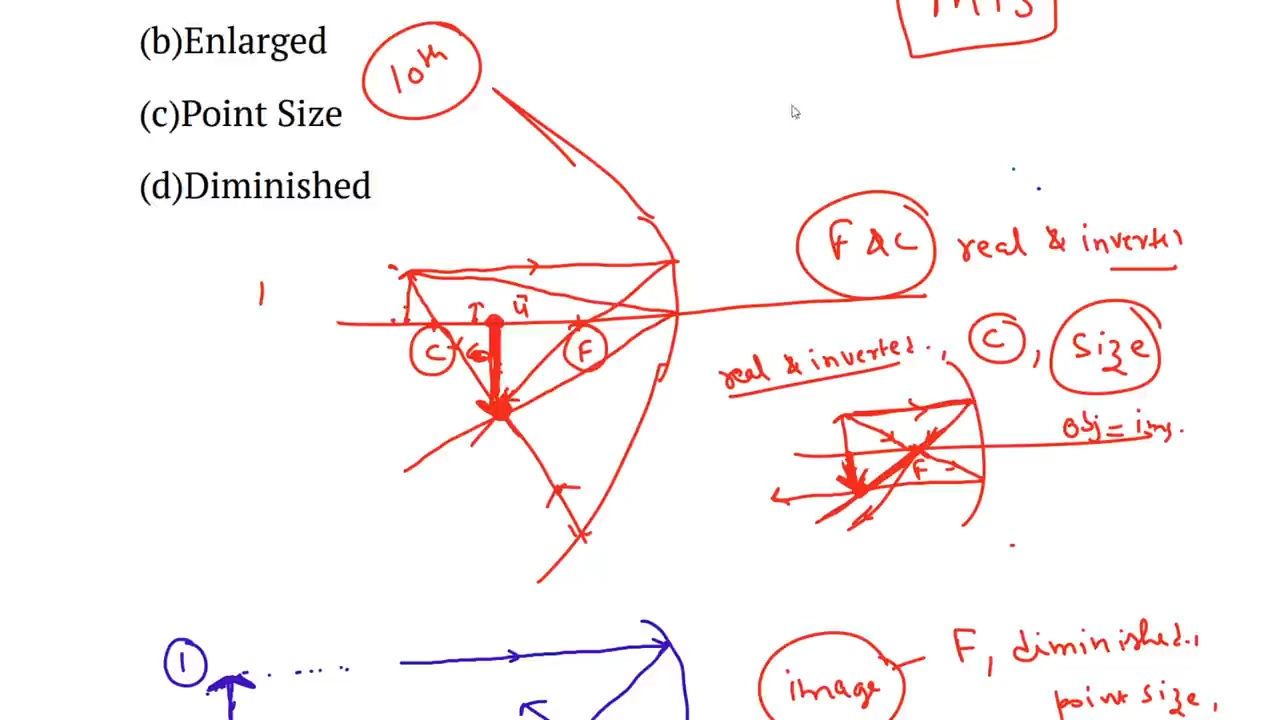 (b)Enlarged
10th
(c)Point Size
(d)Diminished
F & C real & inverted
C
F
real & inverted., C, Size
Obj = img.
F
1
image
F, diminished.,
point size,